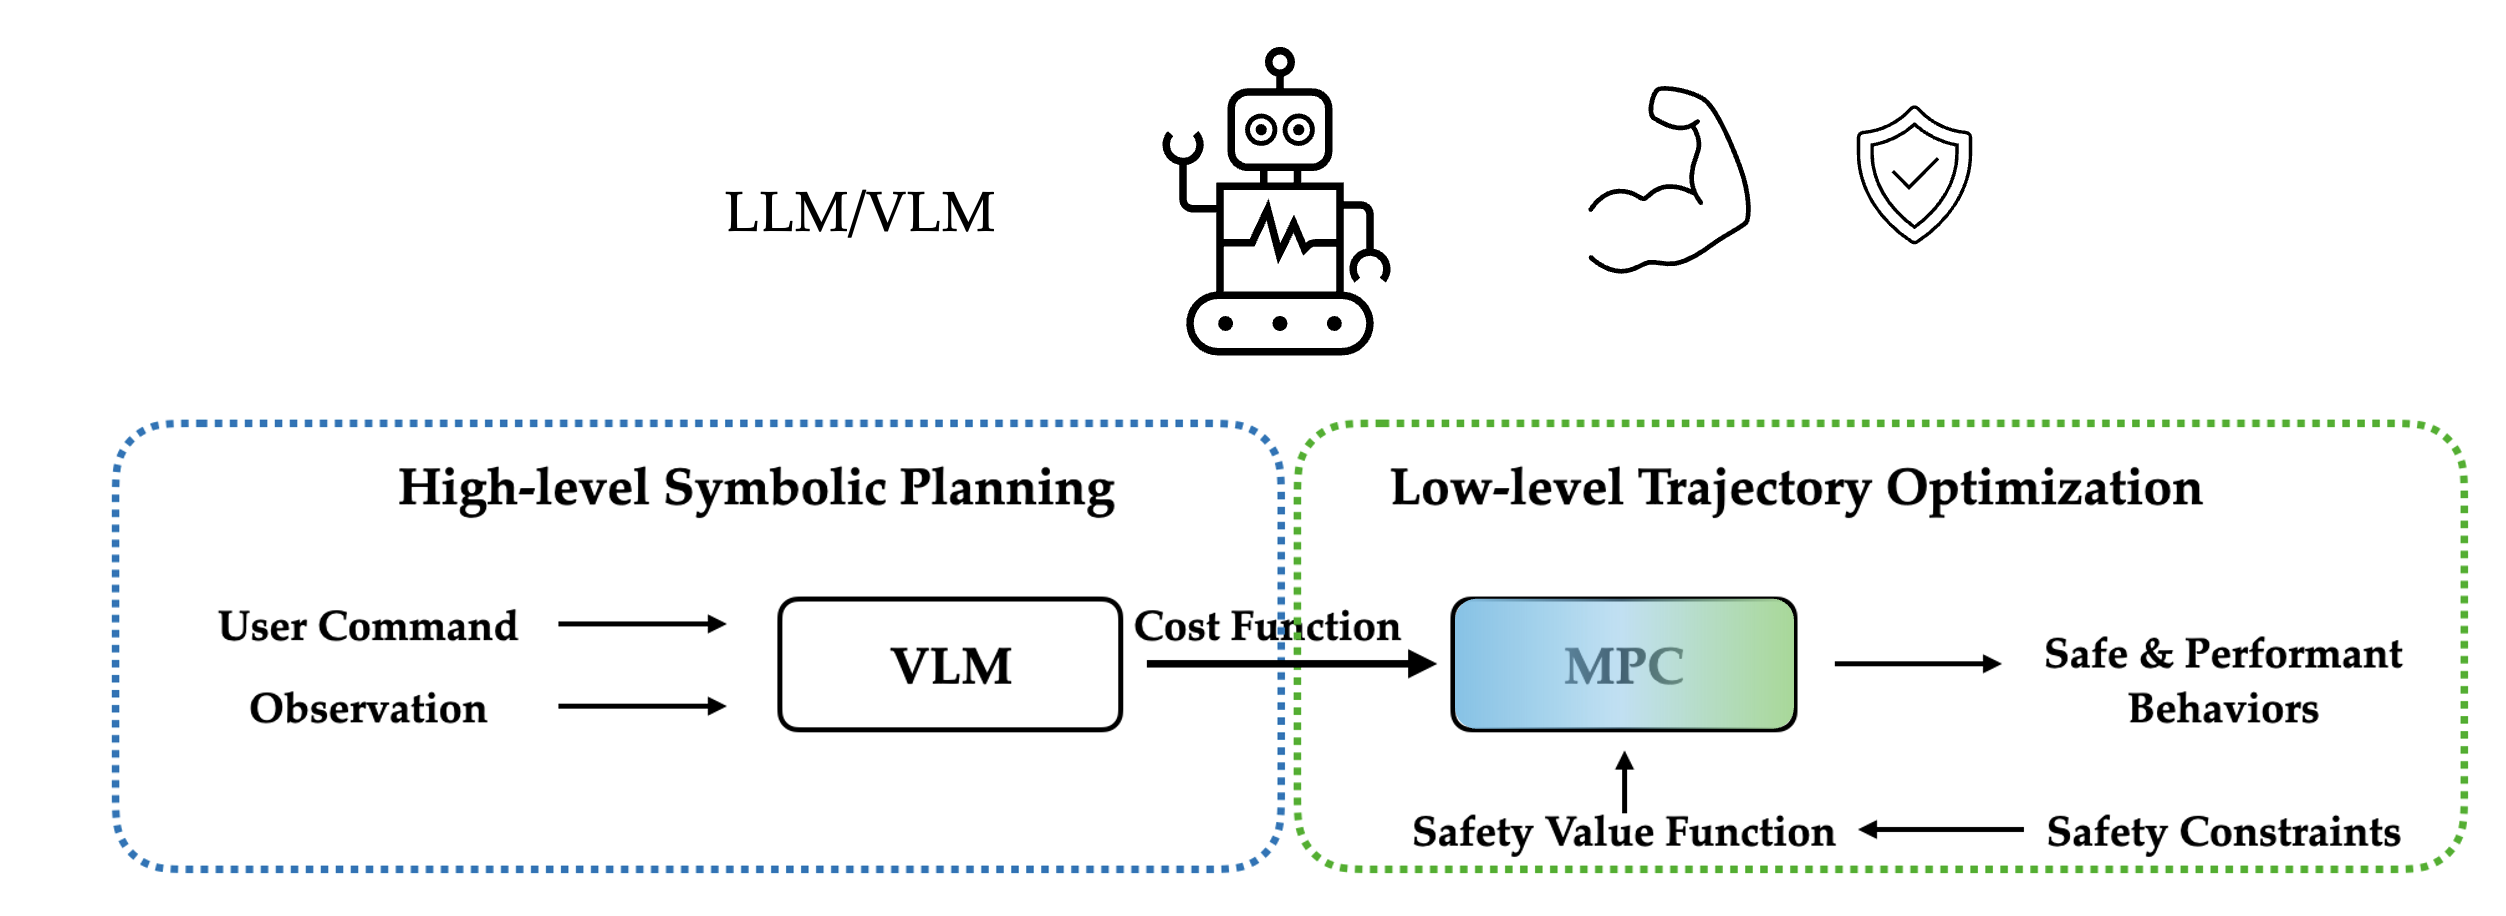 LLM/VLM
High-level Symbolic Planning
User Command
Observation
VLM
Cost Function
Low-level Trajectory Optimization
MPC
Safe & Performant
Behaviors
Safety Value Function
Safety Constraints